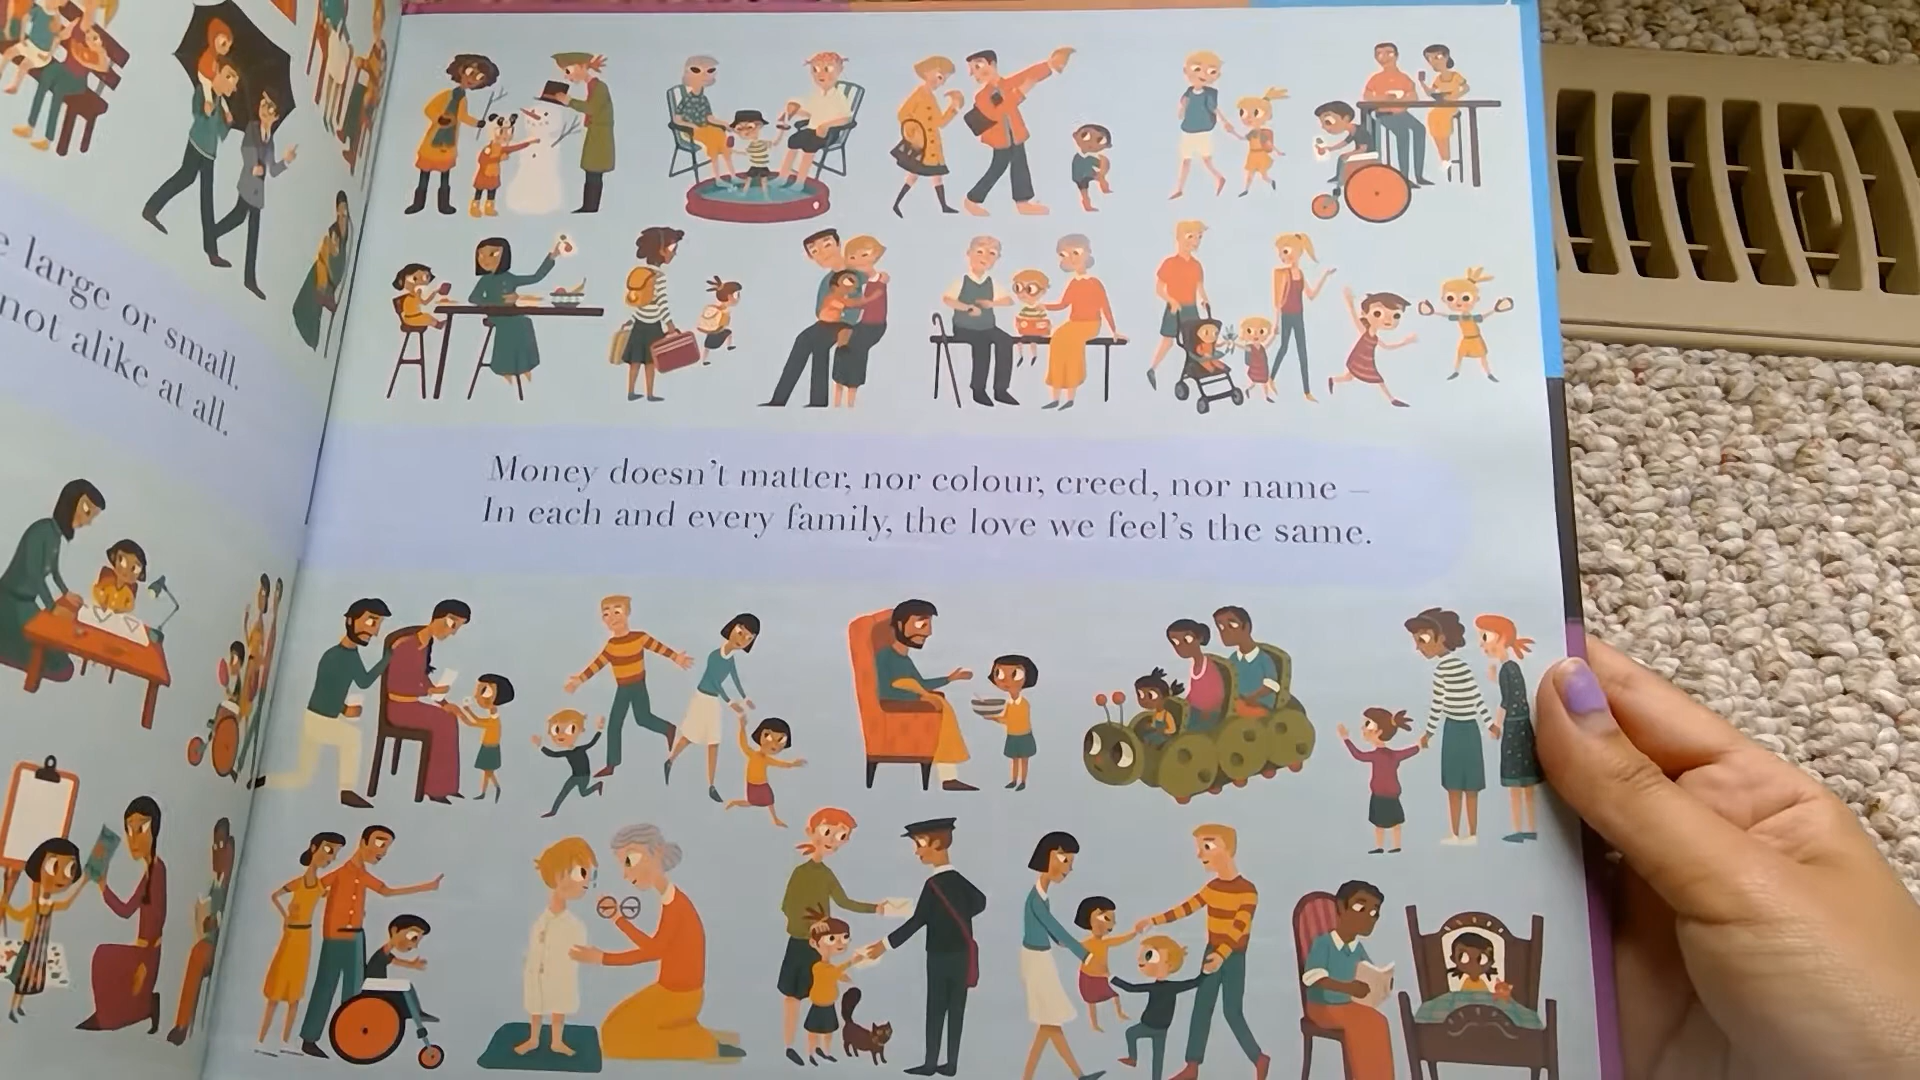 large or small.
not alike at all.
Money doesn't matter, nor colour, creed, nor name –
In each and every family, the love we feel's the same.